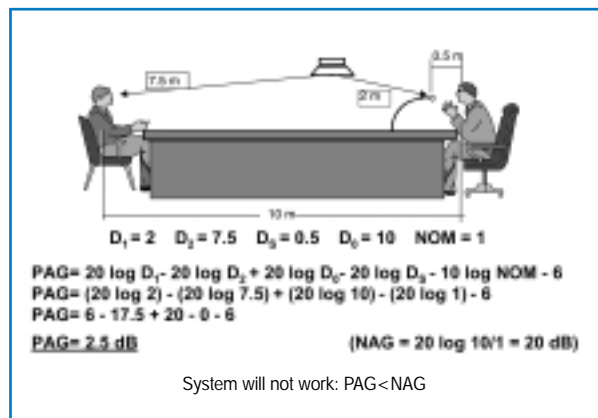 0.5 m
7.5 m
2 m
10 m
D₁ = 2 D₂ = 7.5 Dₛ = 0.5 D₀ = 10 NOM = 1
PAG= 20 log D₁- 20 log D₂ + 20 log D₀- 20 log Dₛ - 10 log NOM - 6
PAG= (20 log 2) - (20 log 7.5) + (20 log 10) - (20 log 1) - 6
PAG= 6 - 17.5 + 20 - 0 - 6
PAG= 2.5 dB (NAG = 20 log 10/1 = 20 dB)
System will not work: PAG<NAG